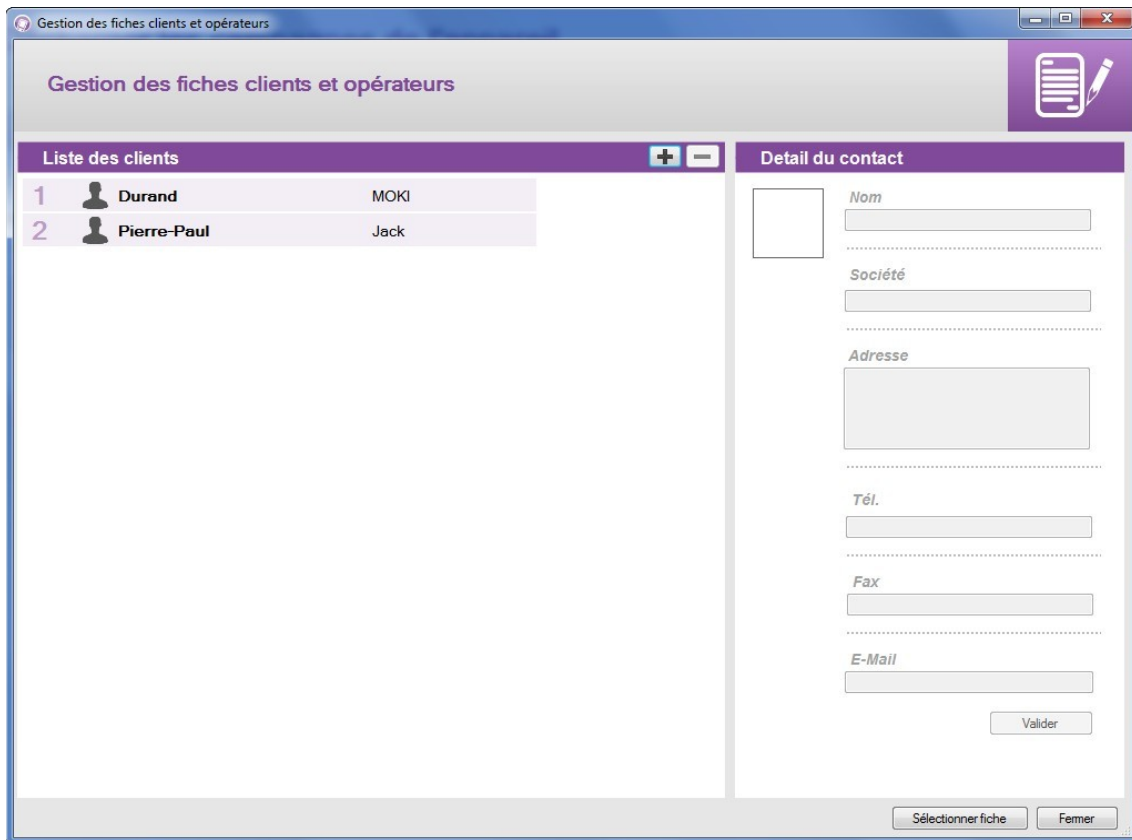 Gestion des fiches clients et opérateurs
Gestion des fiches clients et opérateurs
Liste des clients
1 Durand MOKI
2 Pierre-Paul Jack
Detail du contact
Nom
Société
Adresse
Tél.
Fax
E-Mail
Valider
Sélectionner fiche Fermer